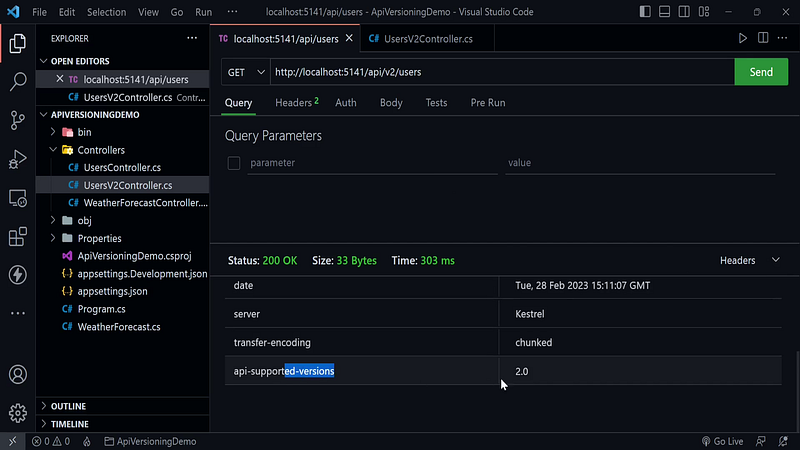 File Edit Selection View Go Run ··· localhost:5141/api/users - ApiVersioningDemo - Visual Studio Code
EXPLORER ···
OPEN EDITORS
TC localhost:5141/api/users
C# UsersV2Controller.cs Contr...
APIVERSIONINGDEMO
bin
Controllers
C# UsersController.cs
C# UsersV2Controller.cs
C# WeatherForecastController....
obj
Properties
ApiVersioningDemo.csproj
{..} appsettings.Development.json
{..} appsettings.json
C# Program.cs
C# WeatherForecast.cs
OUTLINE
TIMELINE
TC localhost:5141/api/users C# UsersV2Controller.cs
GET http://localhost:5141/api/v2/users Send
Query Headers 2 Auth Body Tests Pre Run
Query Parameters
parameter value
Status: 200 OK Size: 33 Bytes Time: 303 ms Headers
date Tue, 28 Feb 2023 15:11:07 GMT
server Kestrel
transfer-encoding chunked
api-supported-versions 2.0
0 0 ApiVersioningDemo Go Live